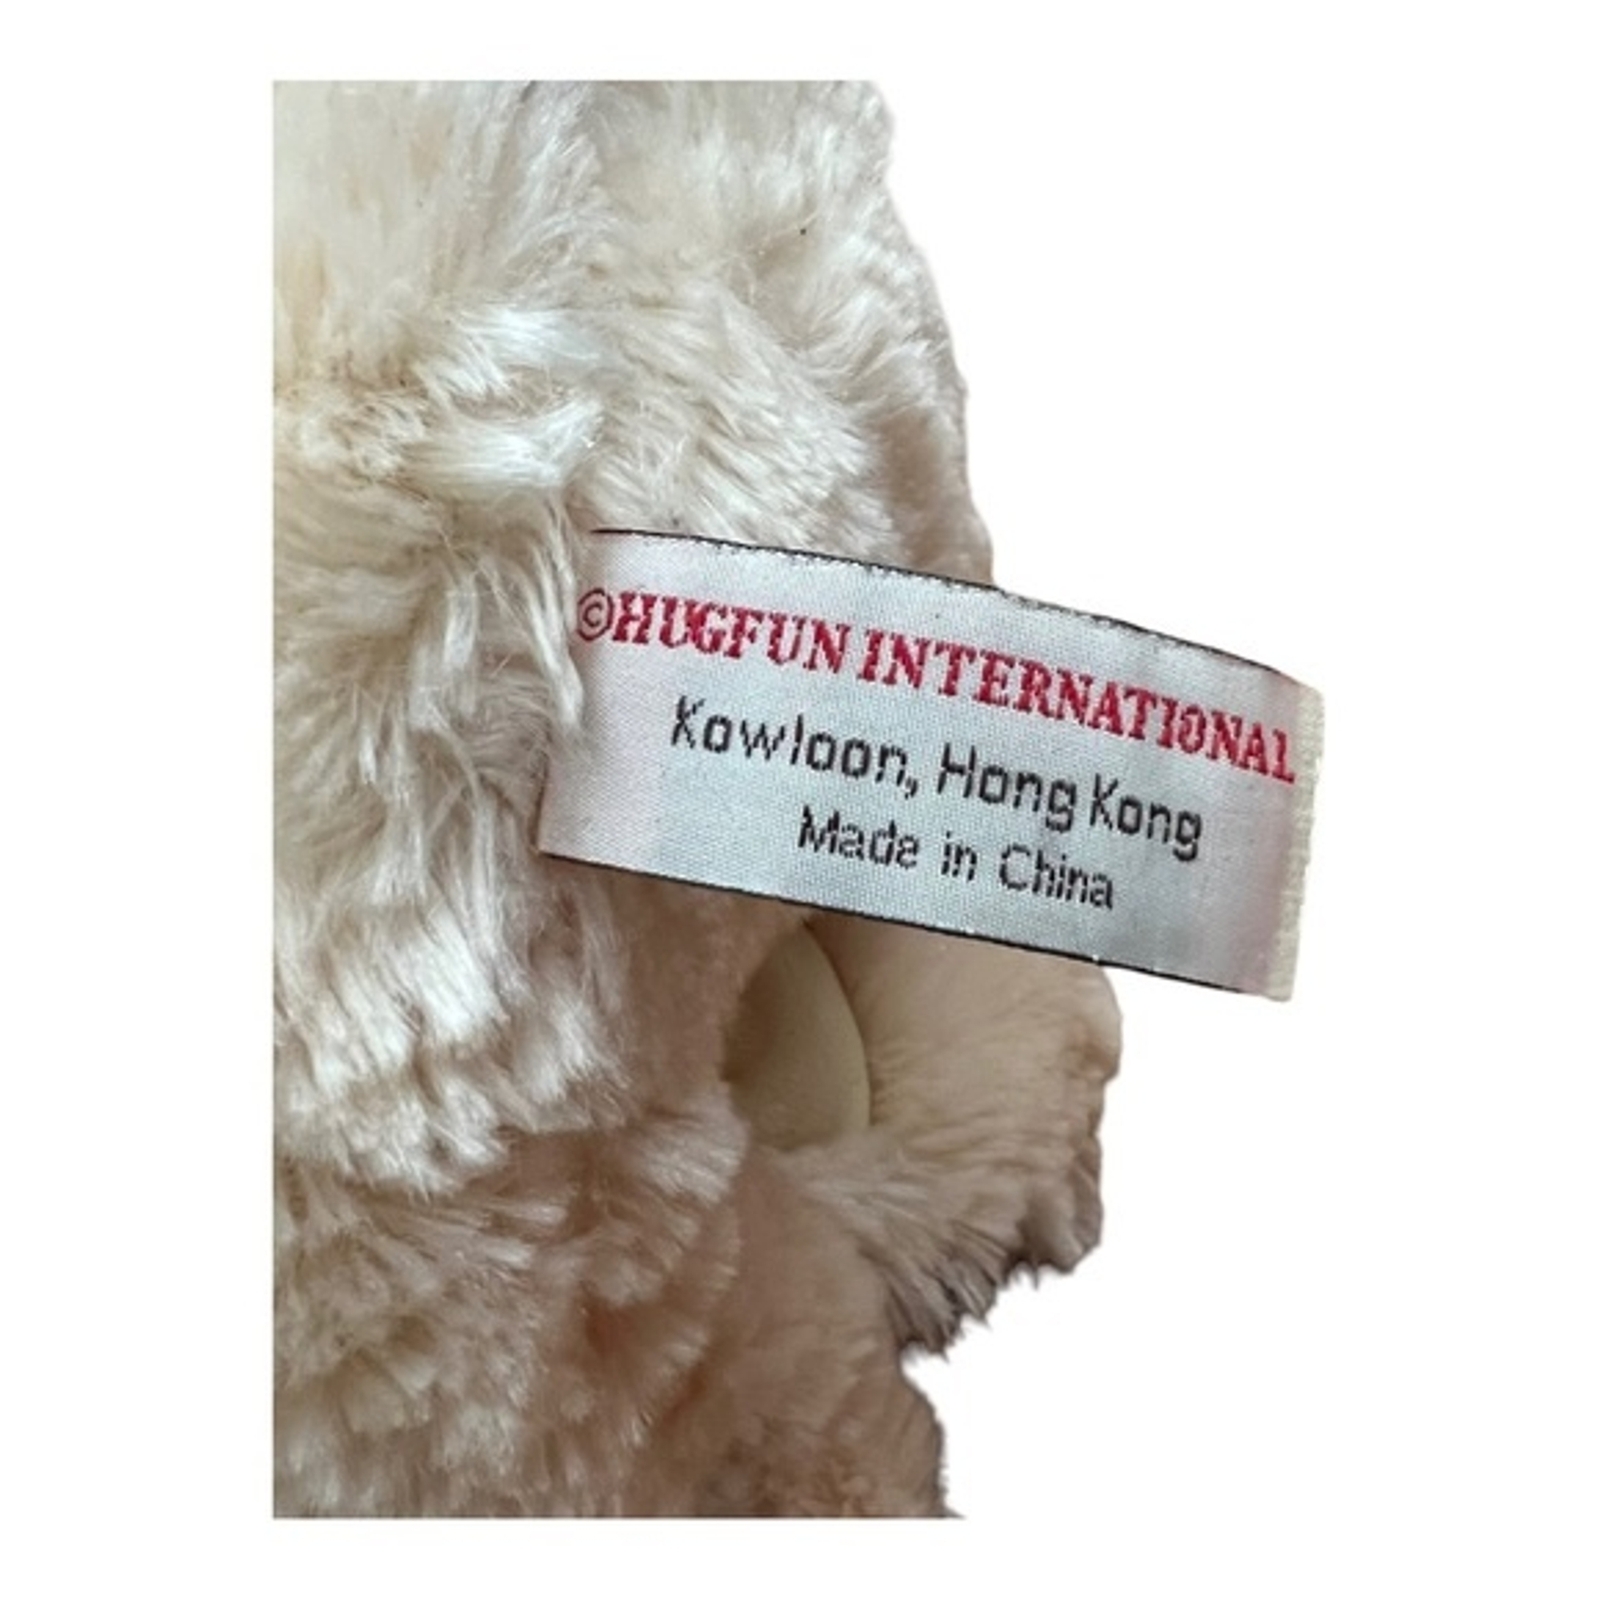 ©HUGFUN INTERNATIONAL
Kowloon, Hong Kong
Made in China